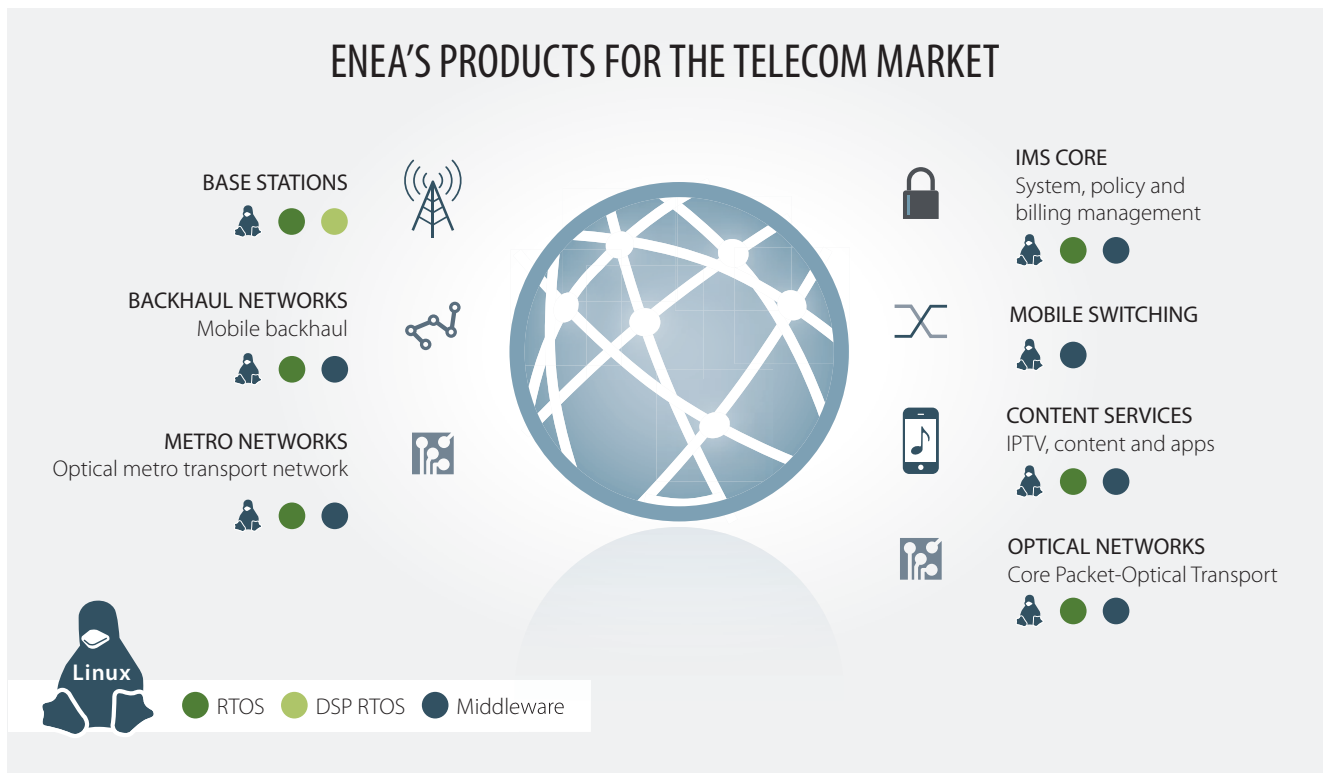 ENEA’S PRODUCTS FOR THE TELECOM MARKET
BASE STATIONS
BACKHAUL NETWORKS
Mobile backhaul
METRO NETWORKS
Optical metro transport network
IMS CORE
System, policy and
billing management
MOBILE SWITCHING
CONTENT SERVICES
IPTV, content and apps
OPTICAL NETWORKS
Core Packet-Optical Transport
Linux
RTOS DSP RTOS Middleware